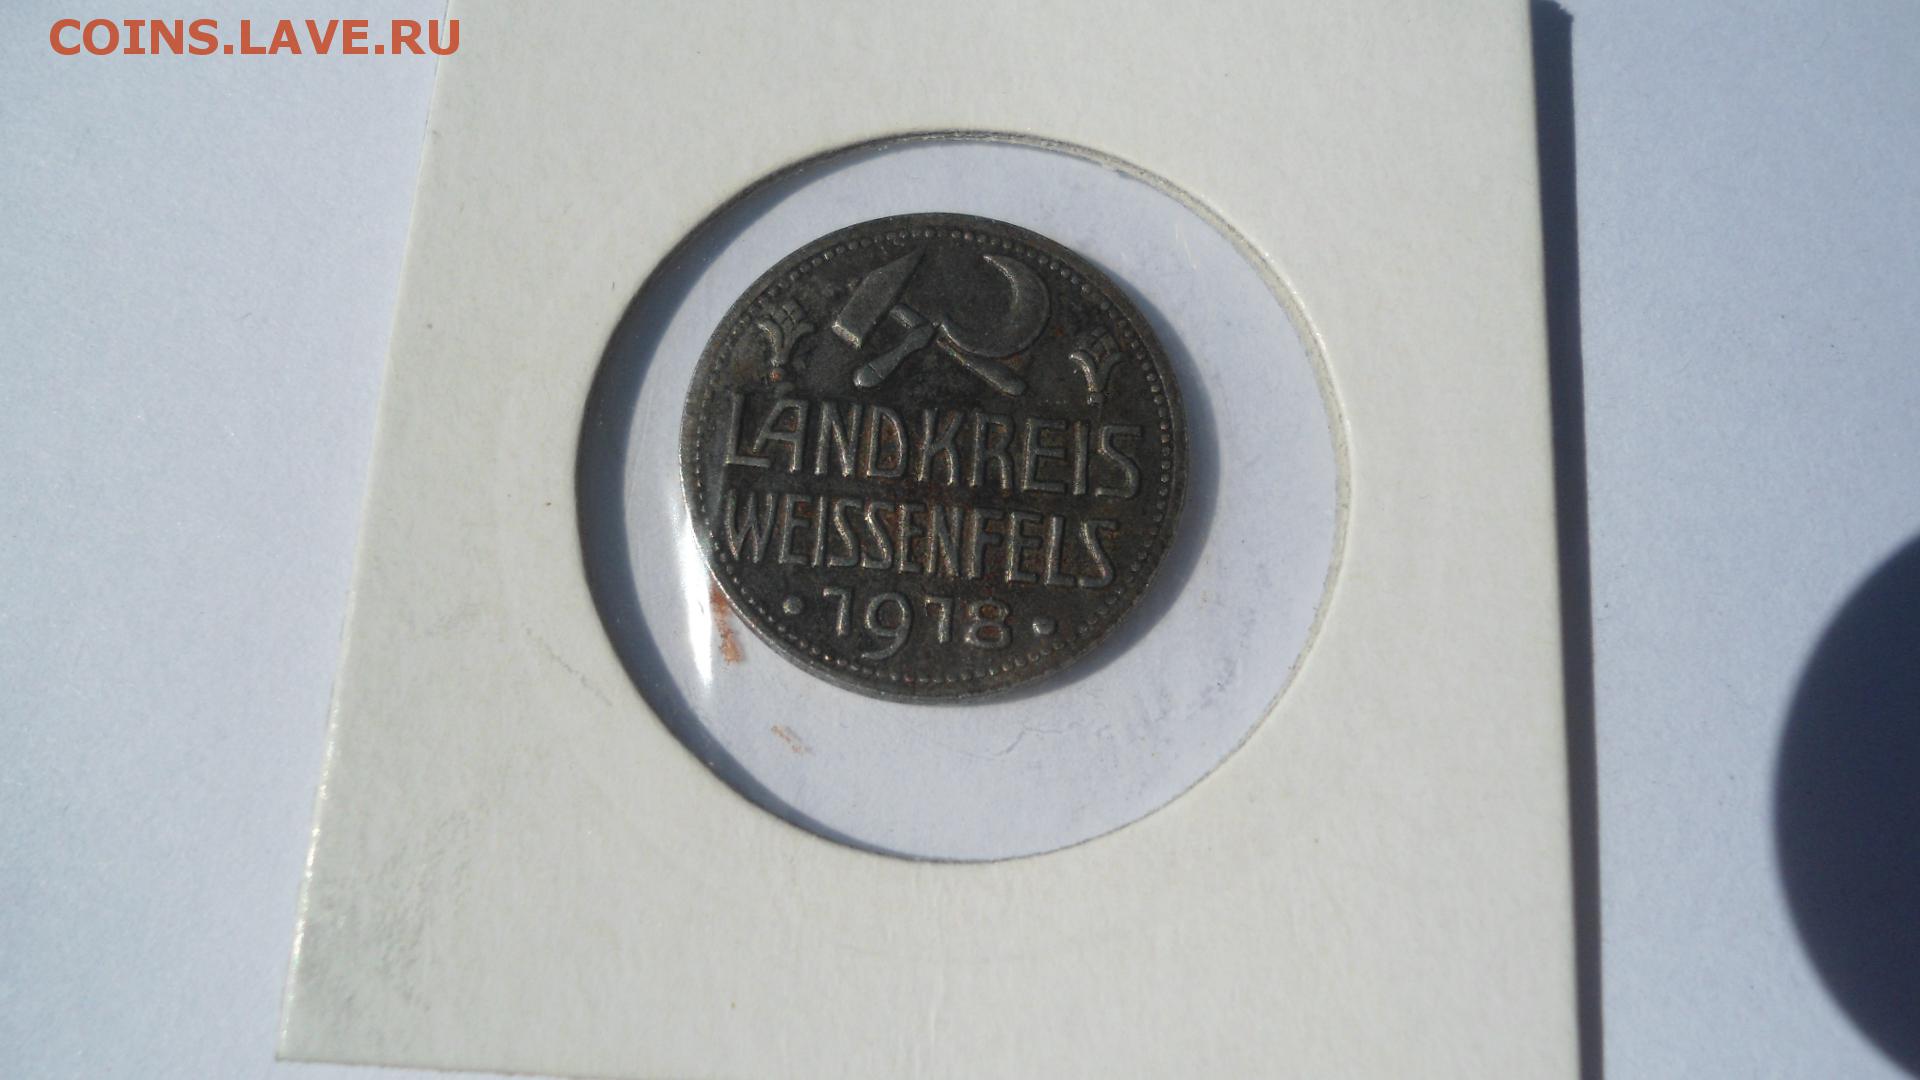 COINS.LAVE.RU
LANDKREIS
WEISSENFELS
• 1918 •